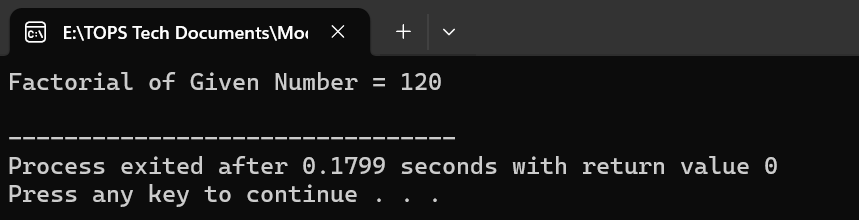 E:\TOPS Tech Documents\Mod
Factorial of Given Number = 120
--------------------------------
Process exited after 0.1799 seconds with return value 0
Press any key to continue . . .